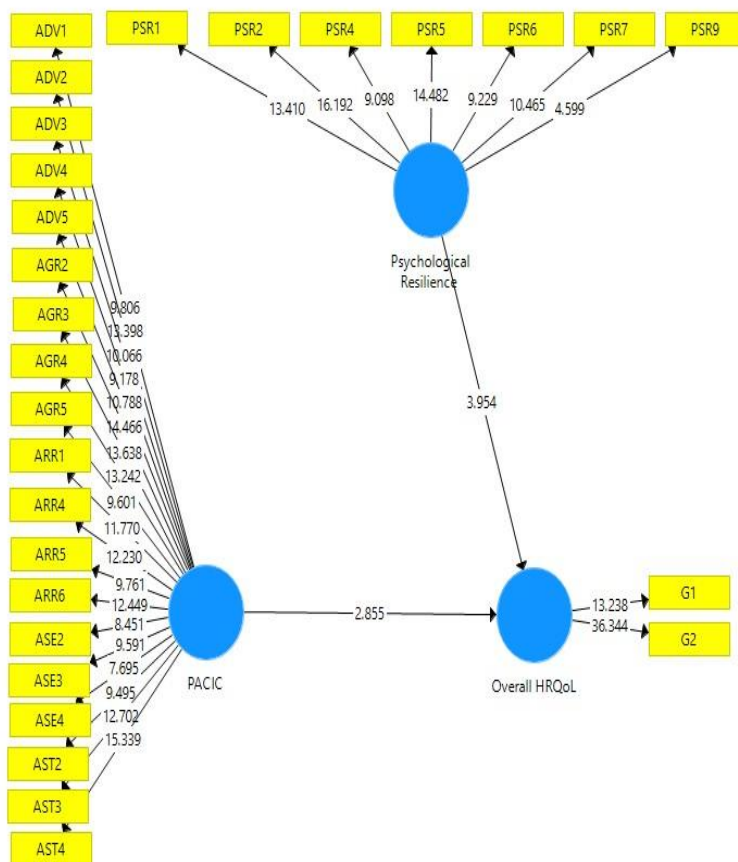 ADV1
ADV2
ADV3
ADV4
ADV5
AGR2
AGR3
AGR4
AGR5
ARR1
ARR4
ARR5
ARR6
ASE2
ASE3
ASE4
AST2
AST3
AST4
9.806
13.398
10.066
9.178
10.788
14.466
13.638
13.242
9.601
11.770
12.230
9.761
12.449
8.451
9.591
7.695
9.495
12.702
15.339
PACIC
PSR1
PSR2
PSR4
PSR5
PSR6
PSR7
PSR9
13.410
16.192
9.098
14.482
9.229
10.465
4.599
Psychological
Resilience
3.954
2.855
Overall HRQoL
13.238
36.344
G1
G2